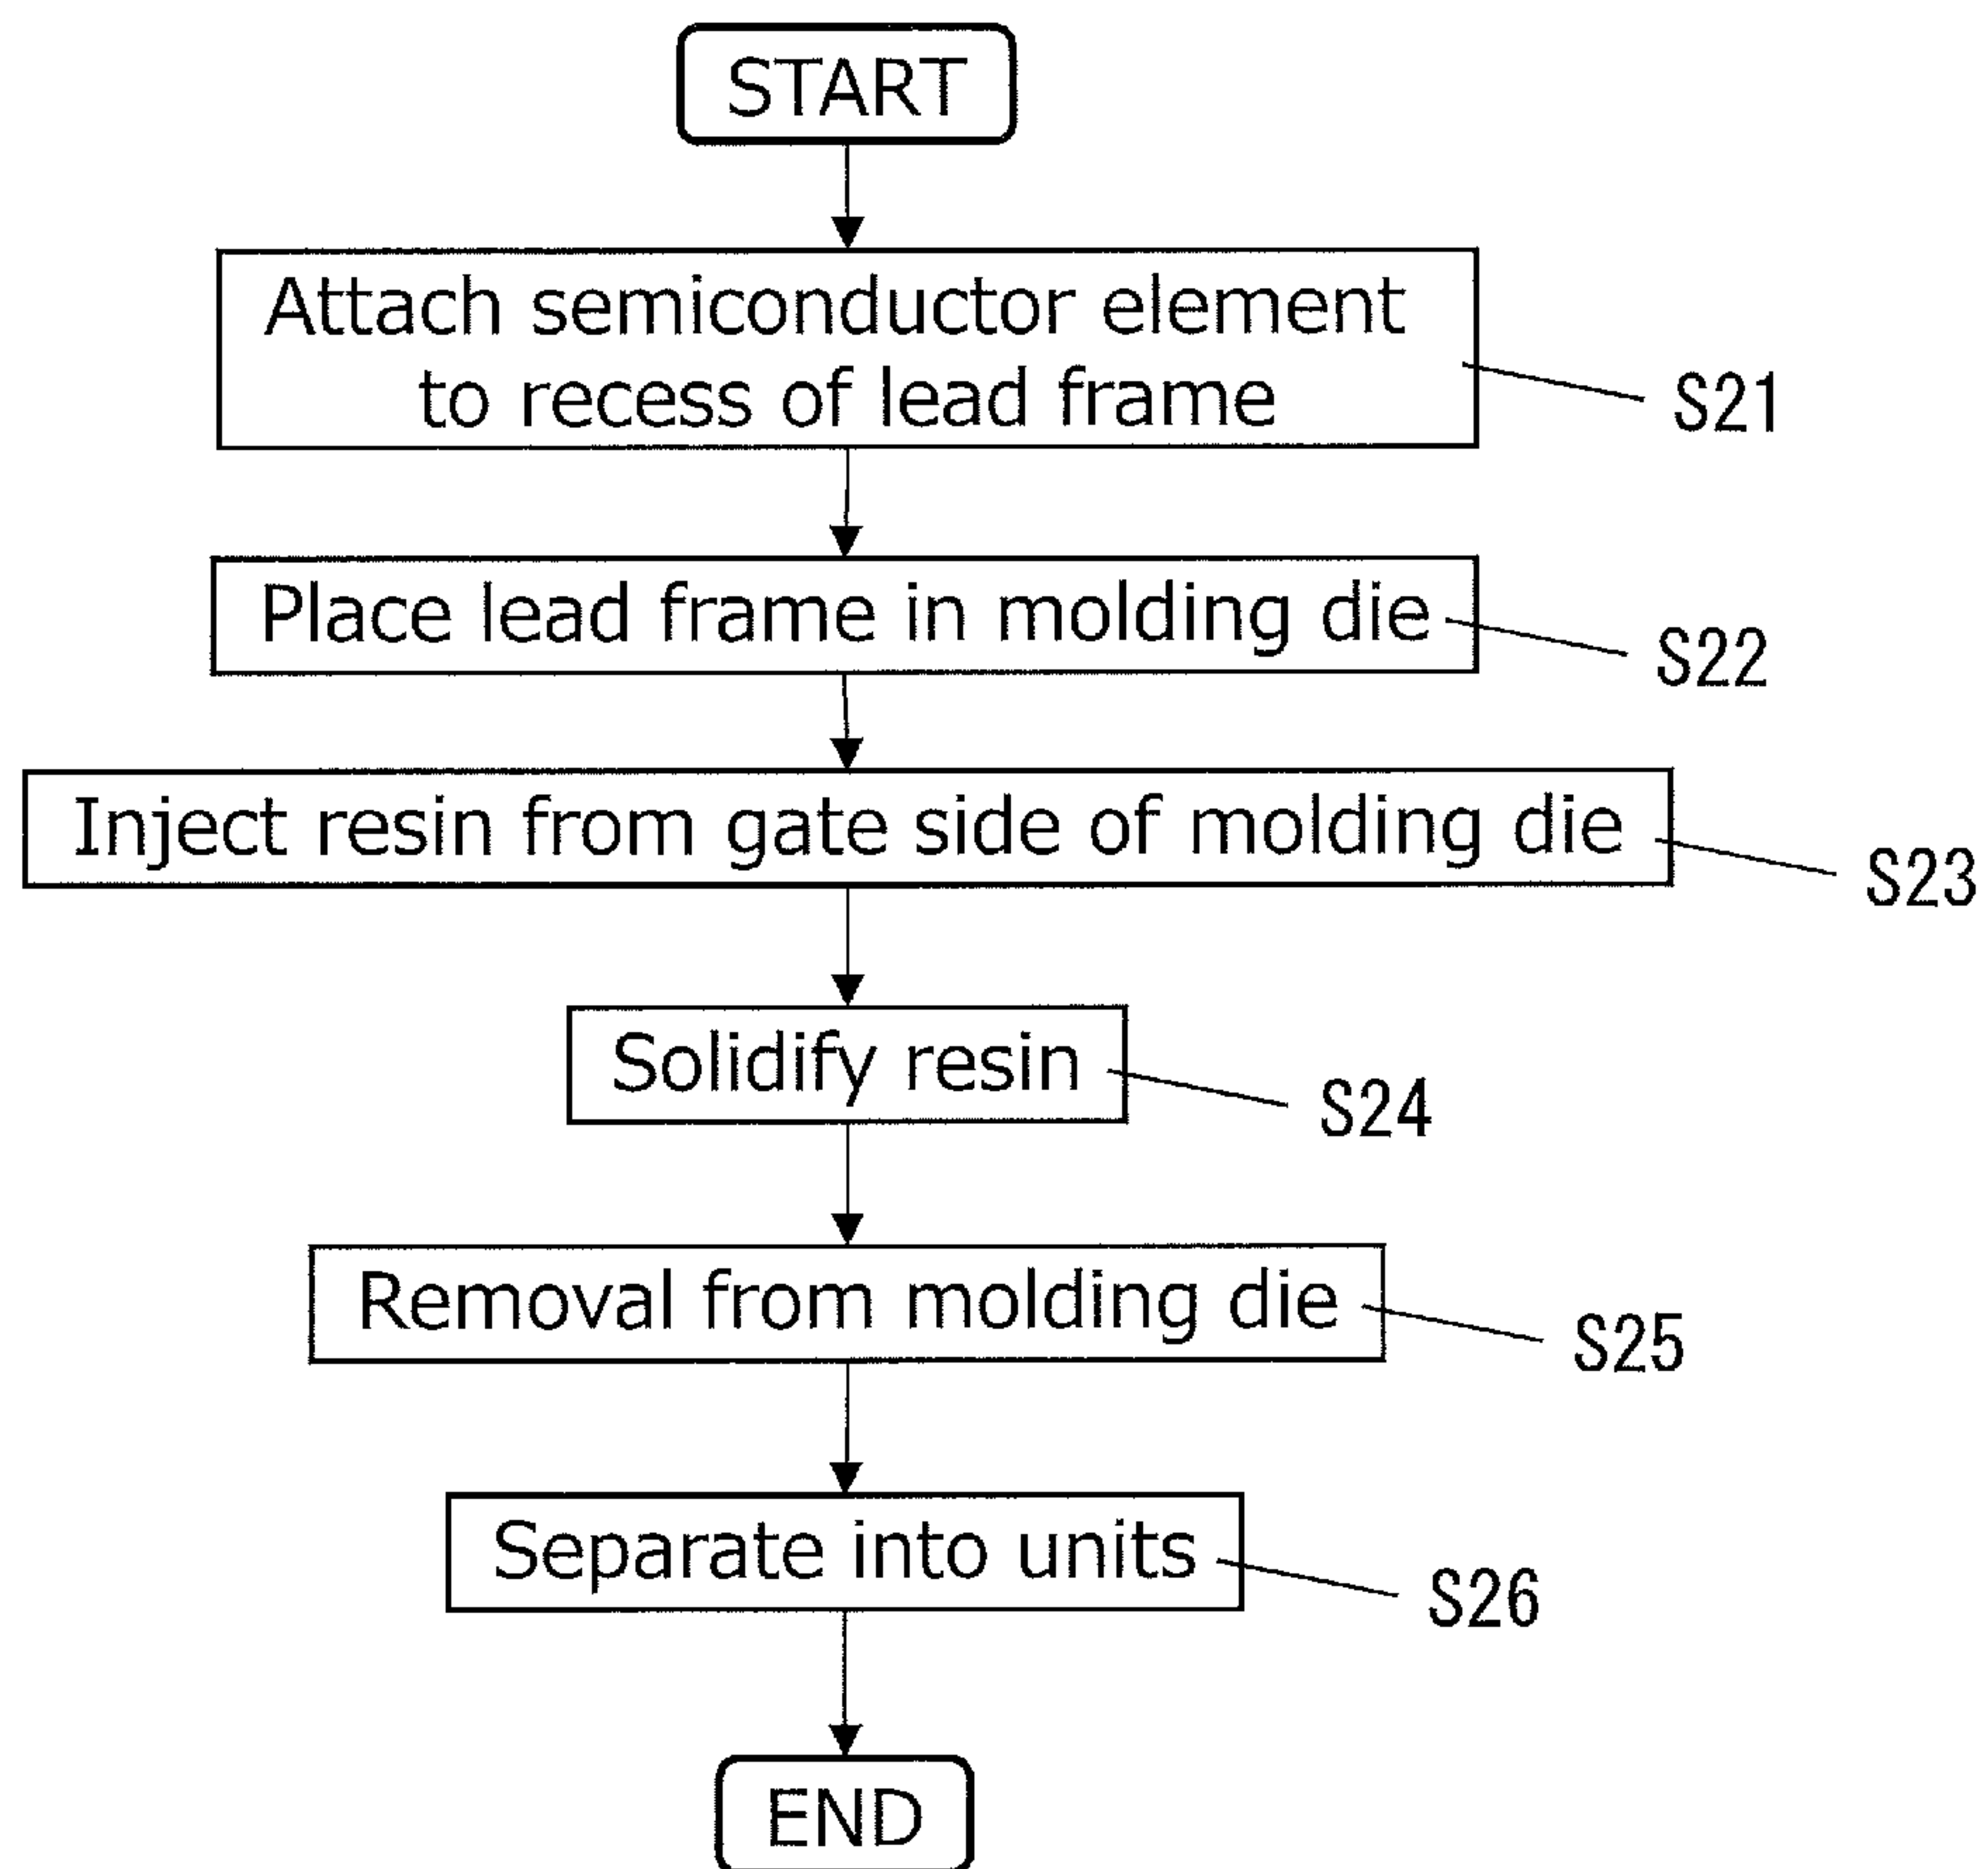 START
Attach semiconductor element
to recess of lead frame
S21
Place lead frame in molding die
S22
Inject resin from gate side of molding die
S23
Solidify resin
S24
Removal from molding die
S25
Separate into units
S26
END